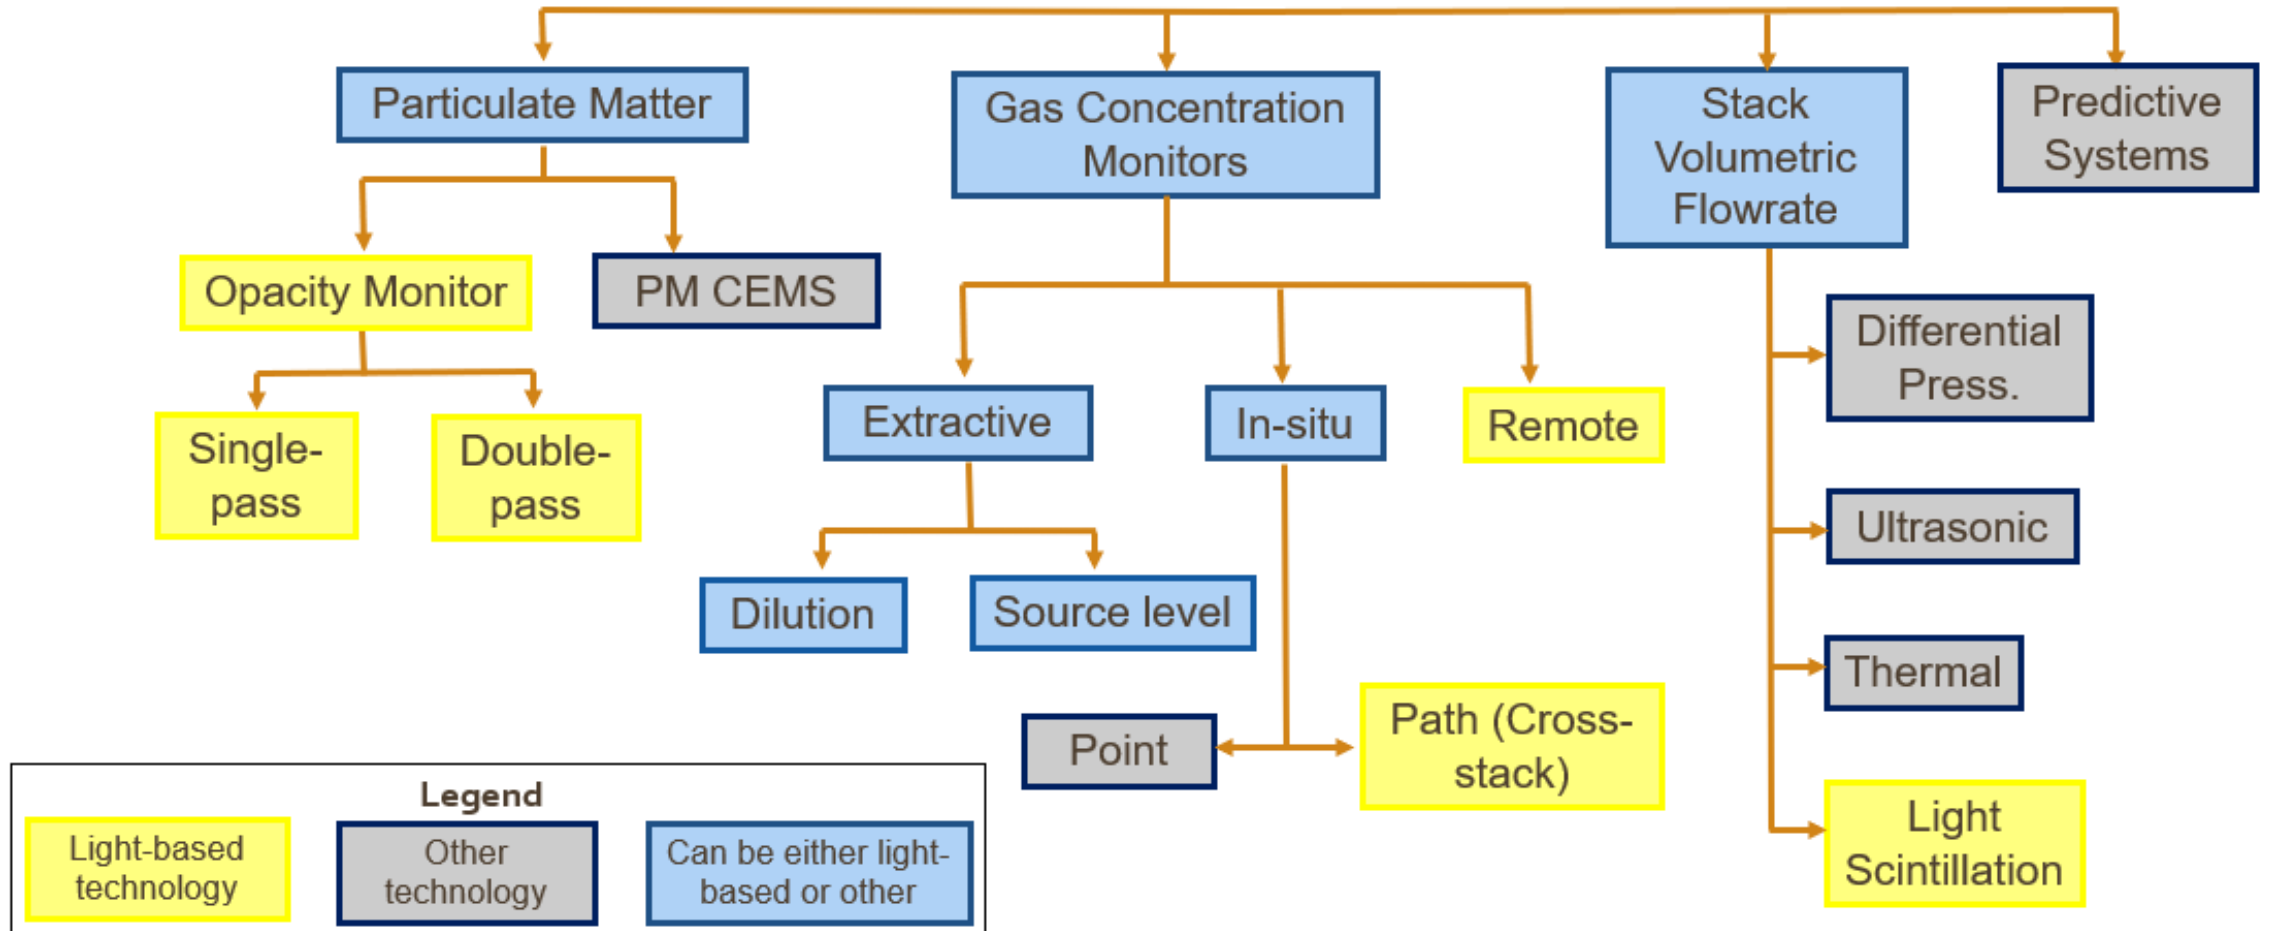 Particulate Matter
Gas Concentration
Monitors
Stack
Volumetric
Flowrate
Predictive
Systems
Opacity Monitor
PM CEMS
Single-
pass
Double-
pass
Extractive
In-situ
Remote
Dilution
Source level
Point
Path (Cross-
stack)
Differential
Press.
Ultrasonic
Thermal
Light
Scintillation
Legend
Light-based
technology
Other
technology
Can be either light-
based or other